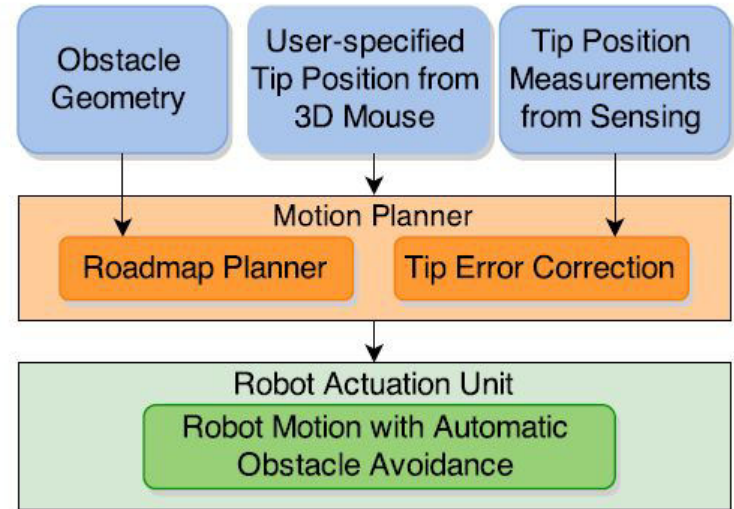 Obstacle
Geometry
User-specified
Tip Position from
3D Mouse
Tip Position
Measurements
from Sensing
Motion Planner
Roadmap Planner
Tip Error Correction
Robot Actuation Unit
Robot Motion with Automatic
Obstacle Avoidance